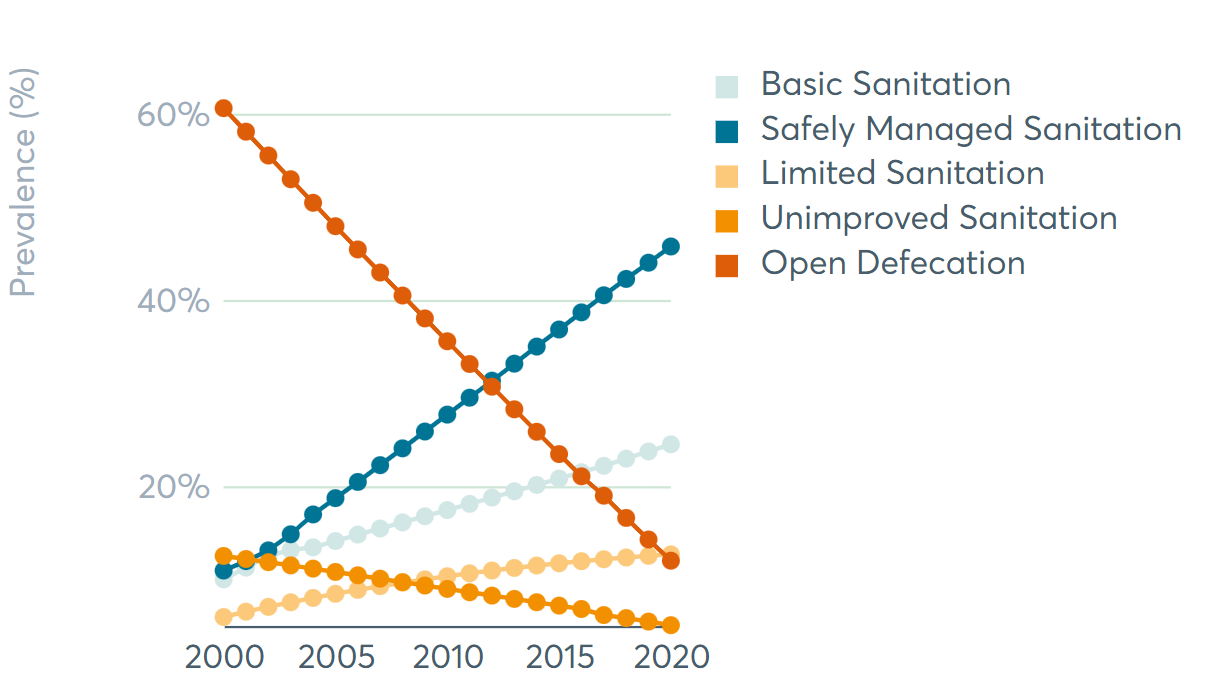 Prevalence (%)
60%
40%
20%
2000 2005 2010 2015 2020
Basic Sanitation
Safely Managed Sanitation
Limited Sanitation
Unimproved Sanitation
Open Defecation